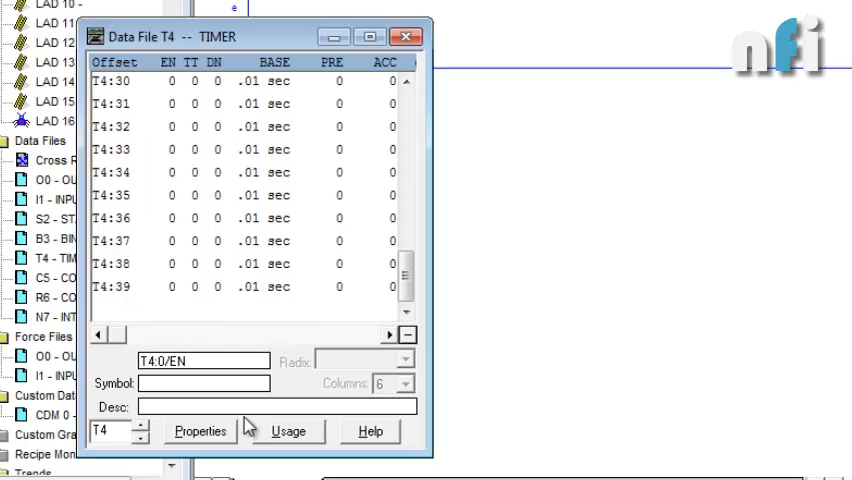 LAD 10 -
LAD 11
LAD 12
LAD 13
LAD 14
LAD 15
LAD 16
Data Files
Cross R
O0 - OU
I1 - INPU
S2 - STA
B3 - BIN
T4 - TIM
C5 - CO
R6 - CO
N7 - INT
Force Files
O0 - OU
I1 - INPU
Custom Dat
CDM 0 -
Custom Gra
Recipe Mon
Trends
e
nfi
Data File T4 -- TIMER
Offset EN TT DN BASE PRE ACC
T4:30 0 0 0 .01 sec 0 0
T4:31 0 0 0 .01 sec 0 0
T4:32 0 0 0 .01 sec 0 0
T4:33 0 0 0 .01 sec 0 0
T4:34 0 0 0 .01 sec 0 0
T4:35 0 0 0 .01 sec 0 0
T4:36 0 0 0 .01 sec 0 0
T4:37 0 0 0 .01 sec 0 0
T4:38 0 0 0 .01 sec 0 0
T4:39 0 0 0 .01 sec 0 0
T4:0/EN Radix:
Symbol: Columns: 6
Desc:
T4 Properties Usage Help